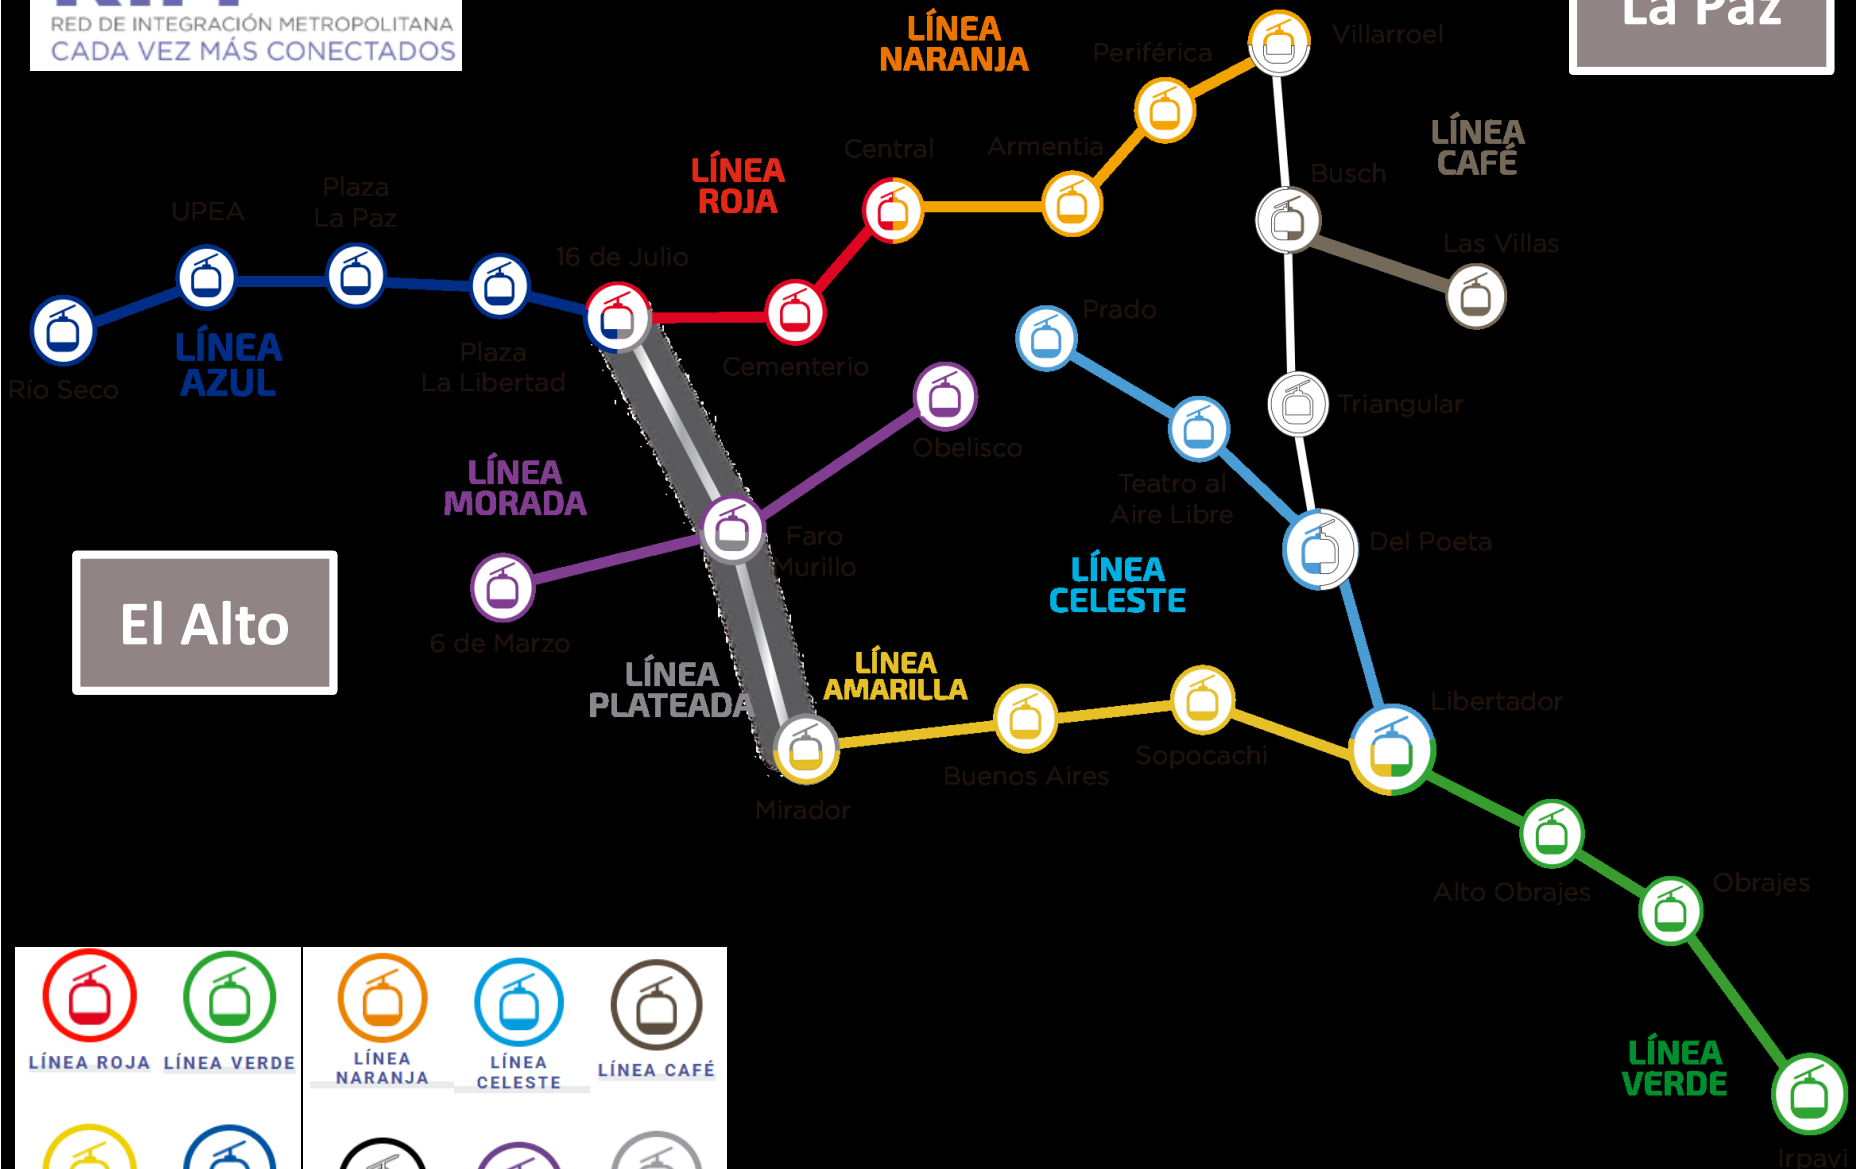 RED DE INTEGRACIÓN METROPOLITANA
CADA VEZ MÁS CONECTADOS
La Paz
LÍNEA
NARANJA
Periférica
Villarroel
LÍNEA
CAFÉ
Central
Armentia
LÍNEA
ROJA
Busch
Plaza
La Paz
UPEA
16 de Julio
Las Villas
Prado
LÍNEA
AZUL
Plaza
La Libertad
Río Seco
Cementerio
Triangular
Obelisco
LÍNEA
MORADA
Teatro al
Aire Libre
Faro
Murillo
Del Poeta
LÍNEA
CELESTE
El Alto
6 de Marzo
LÍNEA
PLATEADA
LÍNEA
AMARILLA
Libertador
Sopocachi
Buenos Aires
Mirador
Alto Obrajes
Obrajes
LÍNEA
VERDE
Irpavi
LÍNEA ROJA
LÍNEA VERDE
LÍNEA
NARANJA
LÍNEA
CELESTE
LÍNEA CAFÉ